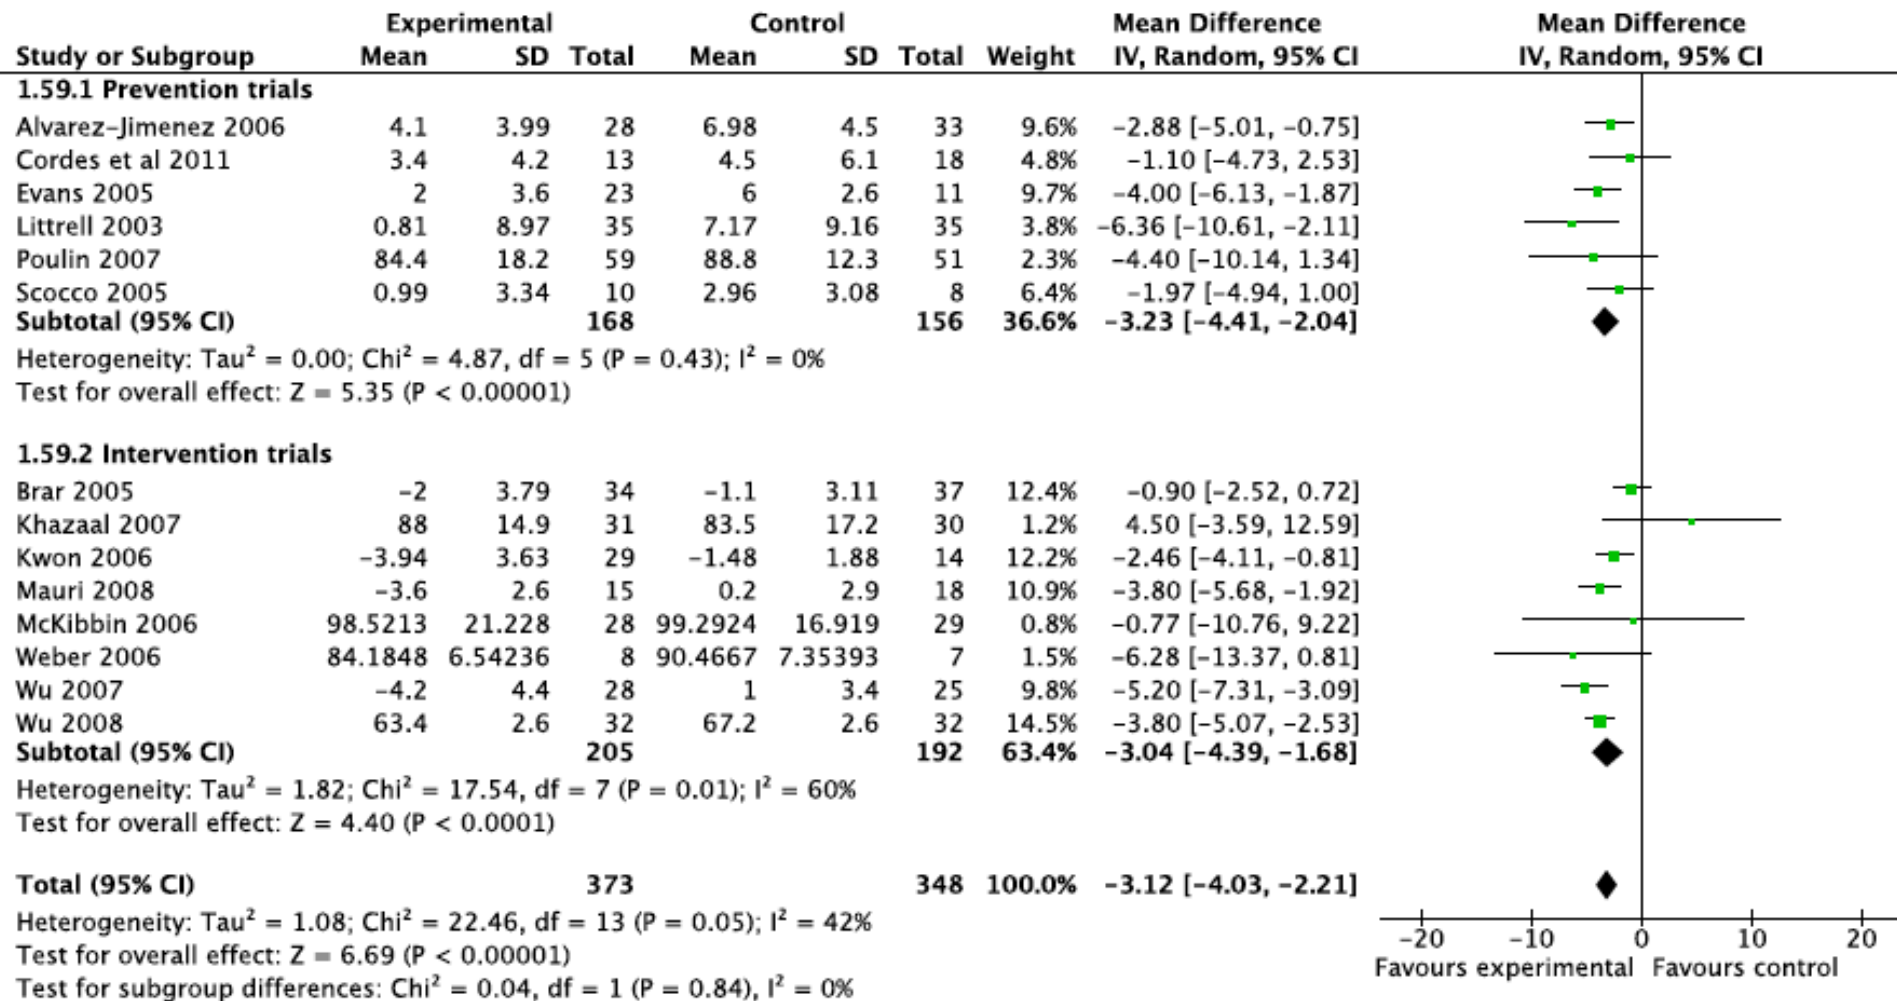 Experimental Control Mean Difference Mean Difference
Study or Subgroup Mean SD Total Mean SD Total Weight IV, Random, 95% CI IV, Random, 95% CI
1.59.1 Prevention trials
Alvarez-Jimenez 2006 4.1 3.99 28 6.98 4.5 33 9.6% -2.88 [-5.01, -0.75]
Cordes et al 2011 3.4 4.2 13 4.5 6.1 18 4.8% -1.10 [-4.73, 2.53]
Evans 2005 2 3.6 23 6 2.6 11 9.7% -4.00 [-6.13, -1.87]
Littrell 2003 0.81 8.97 35 7.17 9.16 35 3.8% -6.36 [-10.61, -2.11]
Poulin 2007 84.4 18.2 59 88.8 12.3 51 2.3% -4.40 [-10.14, 1.34]
Scocco 2005 0.99 3.34 10 2.96 3.08 8 6.4% -1.97 [-4.94, 1.00]
Subtotal (95% CI) 168 156 36.6% -3.23 [-4.41, -2.04]
Heterogeneity: Tau² = 0.00; Chi² = 4.87, df = 5 (P = 0.43); I² = 0%
Test for overall effect: Z = 5.35 (P < 0.00001)
1.59.2 Intervention trials
Brar 2005 -2 3.79 34 -1.1 3.11 37 12.4% -0.90 [-2.52, 0.72]
Khazaal 2007 88 14.9 31 83.5 17.2 30 1.2% 4.50 [-3.59, 12.59]
Kwon 2006 -3.94 3.63 29 -1.48 1.88 14 12.2% -2.46 [-4.11, -0.81]
Mauri 2008 -3.6 2.6 15 0.2 2.9 18 10.9% -3.80 [-5.68, -1.92]
McKibbin 2006 98.5213 21.228 28 99.2924 16.919 29 0.8% -0.77 [-10.76, 9.22]
Weber 2006 84.1848 6.54236 8 90.4667 7.35393 7 1.5% -6.28 [-13.37, 0.81]
Wu 2007 -4.2 4.4 28 1 3.4 25 9.8% -5.20 [-7.31, -3.09]
Wu 2008 63.4 2.6 32 67.2 2.6 32 14.5% -3.80 [-5.07, -2.53]
Subtotal (95% CI) 205 192 63.4% -3.04 [-4.39, -1.68]
Heterogeneity: Tau² = 1.82; Chi² = 17.54, df = 7 (P = 0.01); I² = 60%
Test for overall effect: Z = 4.40 (P < 0.0001)
Total (95% CI) 373 348 100.0% -3.12 [-4.03, -2.21]
Heterogeneity: Tau² = 1.08; Chi² = 22.46, df = 13 (P = 0.05); I² = 42%
Test for overall effect: Z = 6.69 (P < 0.00001)
Test for subgroup differences: Chi² = 0.04, df = 1 (P = 0.84), I² = 0%
-20 -10 0 10 20
Favours experimental Favours control